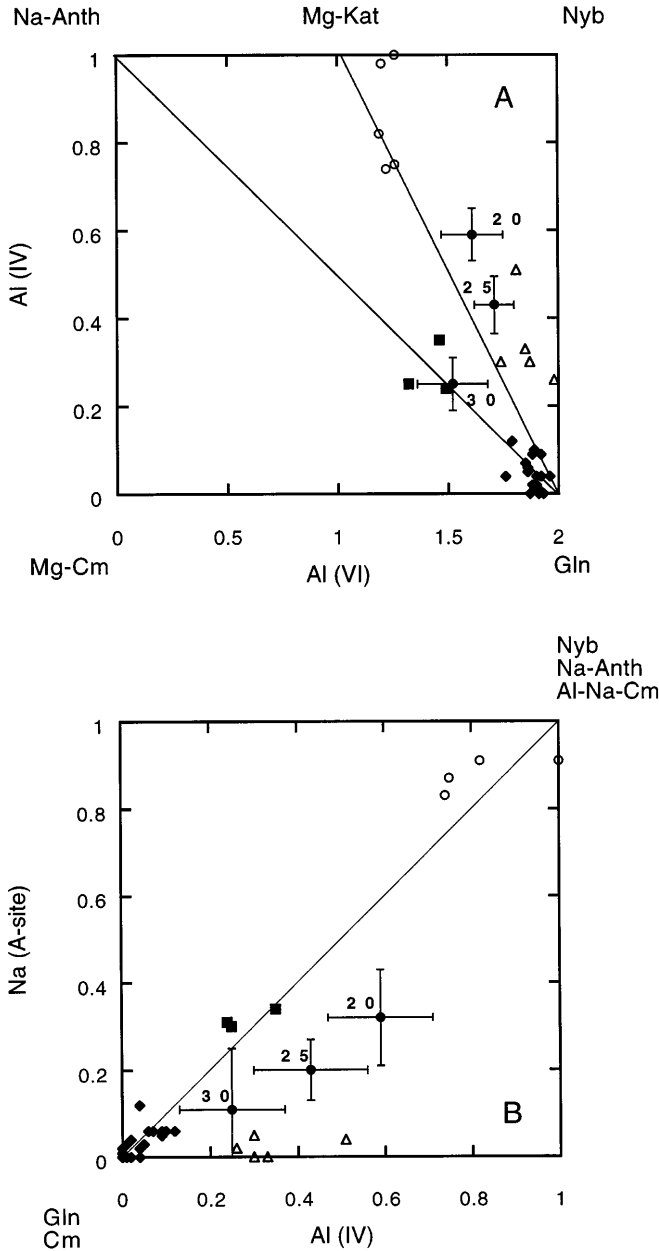 Na-Anth Mg-Kat Nyb
1
A
0.8
2 0
0.6
Al (IV)
2 5
0.4
3 0
0.2
0
0 0.5 1 1.5 2
Mg-Cm Al (VI) Gln
Nyb
Na-Anth
Al-Na-Cm
1
0.8
0.6
Na (A-site)
0.4
2 0
2 5
0.2
3 0
B
0
0 0.2 0.4 0.6 0.8 1
Gln
Cm
Al (IV)